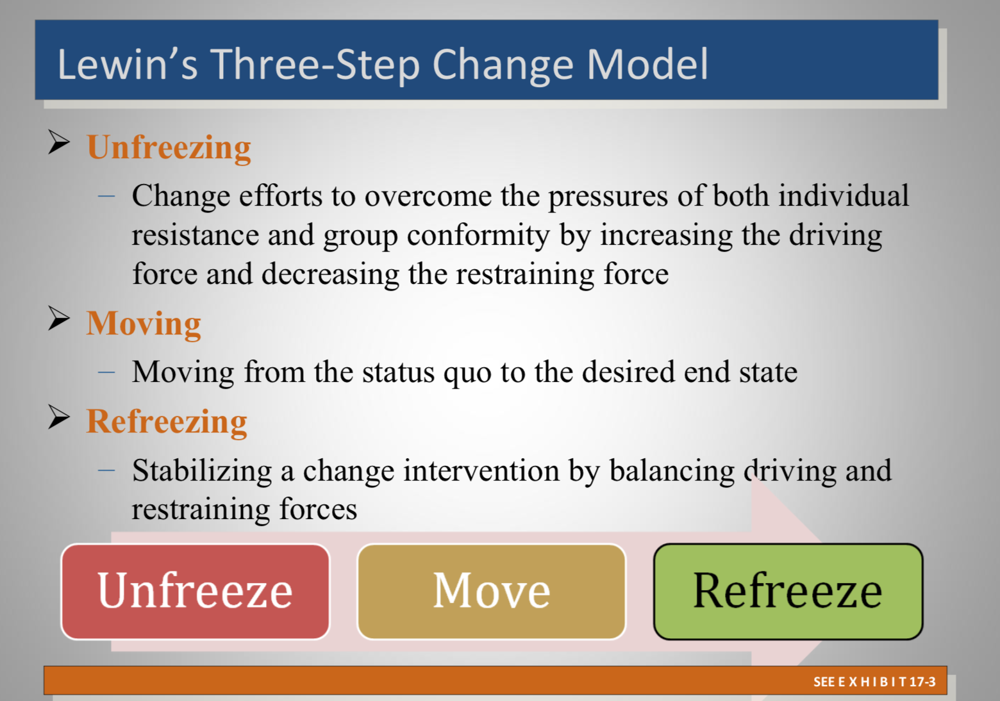 Lewin’s Three-Step Change Model
➢ Unfreezing
– Change efforts to overcome the pressures of both individual
resistance and group conformity by increasing the driving
force and decreasing the restraining force
➢ Moving
– Moving from the status quo to the desired end state
➢ Refreezing
– Stabilizing a change intervention by balancing driving and
restraining forces
Unfreeze Move Refreeze
SEE E X H I B I T 17-3